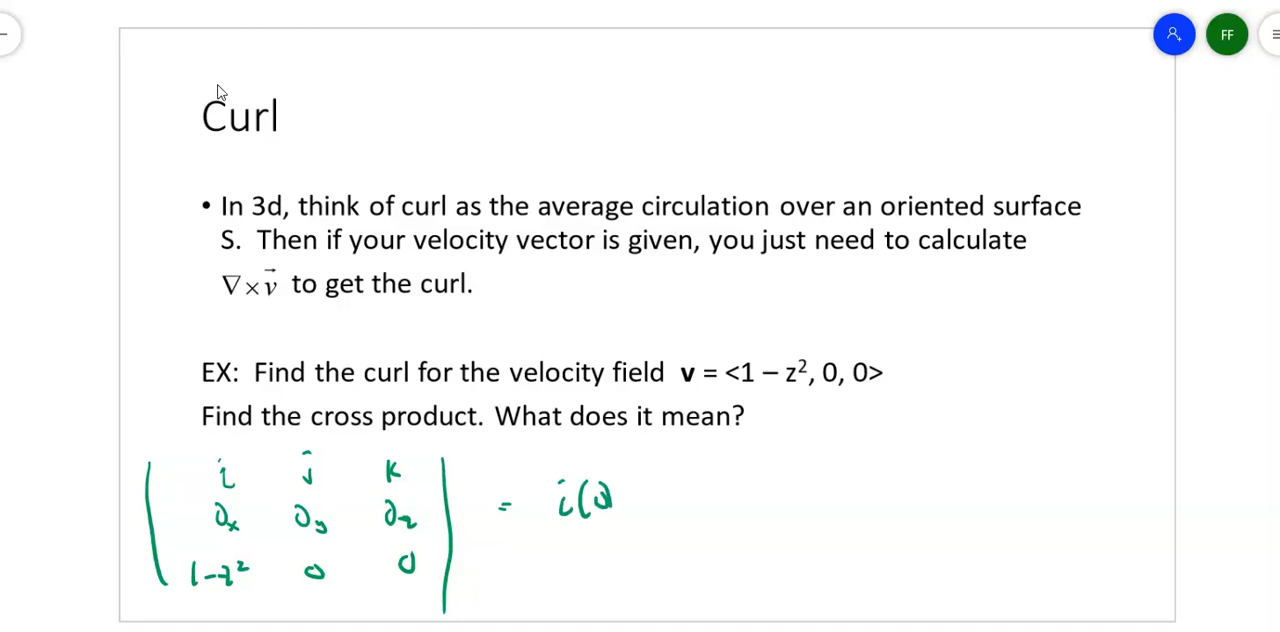 FF
Curl
• In 3d, think of curl as the average circulation over an oriented surface
S. Then if your velocity vector is given, you just need to calculate
∇×v⃗ to get the curl.
EX: Find the curl for the velocity field v = <1 – z², 0, 0>
Find the cross product. What does it mean?
i j k
∂x ∂y ∂z = i(0
1-z² 0 0